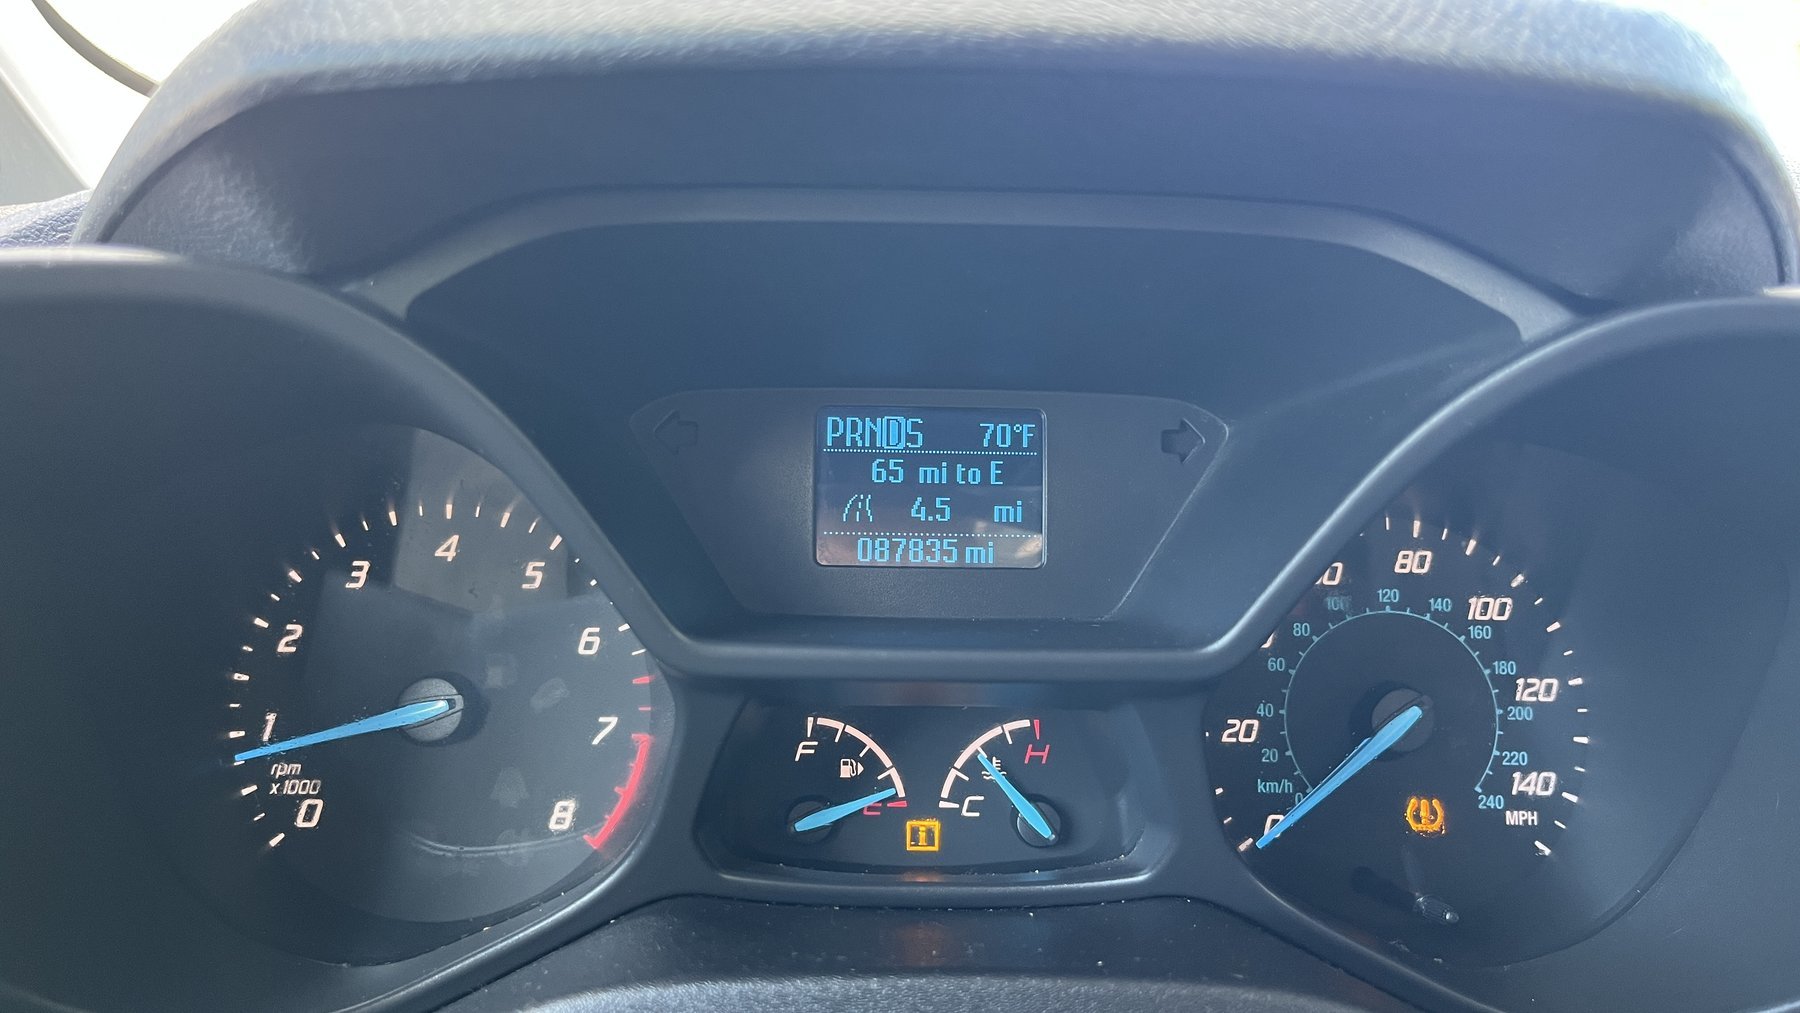 PRNDS 70°F
65 mi to E
4.5 mi
087835 mi
0 1 2 3 4 5 6 7 8
rpm
x1000
F E
i
C H
0 20 80 100 120 140
MPH
0 20 40 60 80 100 120 140 160 180 200 220 240
km/h